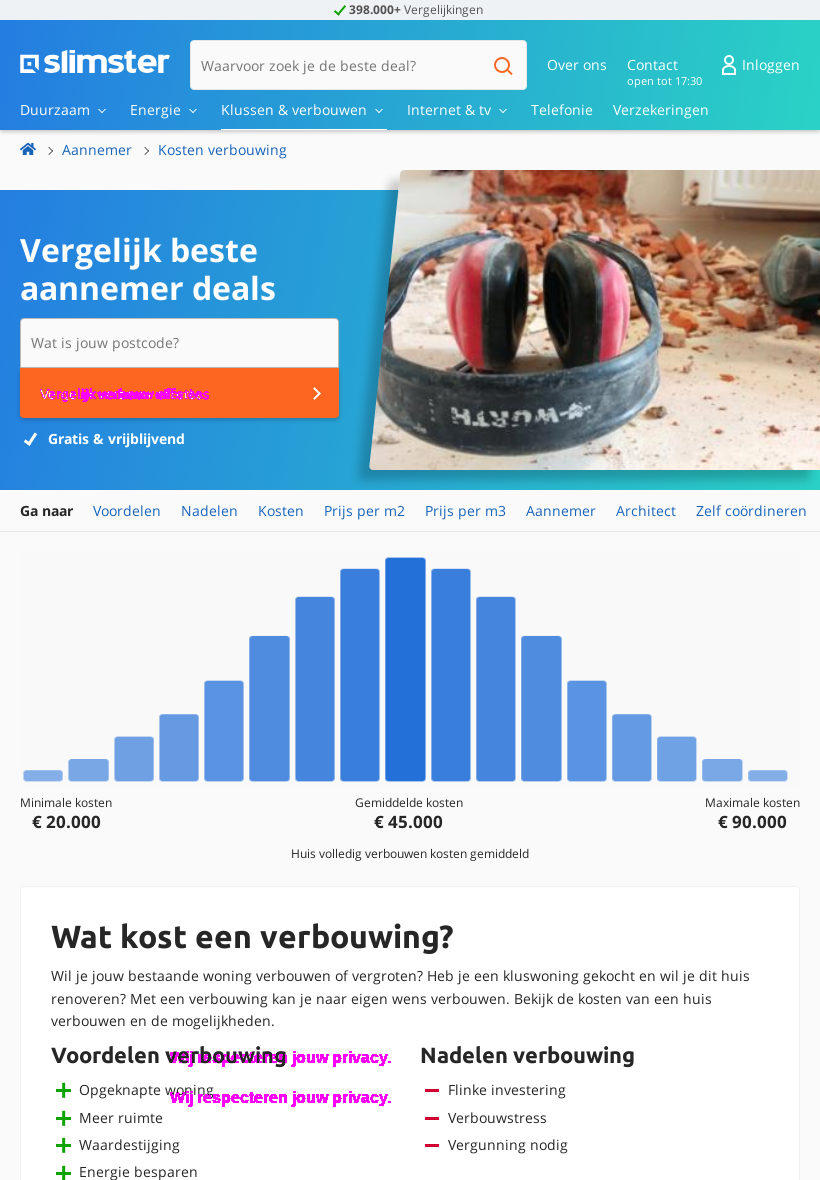 398.000+ Vergelijkingen
slimster
Waarvoor zoek je de beste deal?
Over ons
Contact
open tot 17:30
Inloggen
Duurzaam
Energie
Klussen & verbouwen
Internet & tv
Telefonie
Verzekeringen
Aannemer
Kosten verbouwing
Vergelijk beste
aannemer deals
Wat is jouw postcode?
Gratis & vrijblijvend
WÜRTH
Ga naar
Voordelen
Nadelen
Kosten
Prijs per m2
Prijs per m3
Aannemer
Architect
Zelf coördineren
Minimale kosten
€ 20.000
Gemiddelde kosten
€ 45.000
Maximale kosten
€ 90.000
Huis volledig verbouwen kosten gemiddeld
Wat kost een verbouwing?
Wil je jouw bestaande woning verbouwen of vergroten? Heb je een kluswoning gekocht en wil je dit huis
renoveren? Met een verbouwing kan je naar eigen wens verbouwen. Bekijk de kosten van een huis
verbouwen en de mogelijkheden.
Voordelen verbouwing
Wij respecteren jouw privacy.
Opgeknapte woning
Wij respecteren jouw privacy.
Meer ruimte
Waardestijging
Energie besparen
Nadelen verbouwing
Flinke investering
Verbouwstress
Vergunning nodig